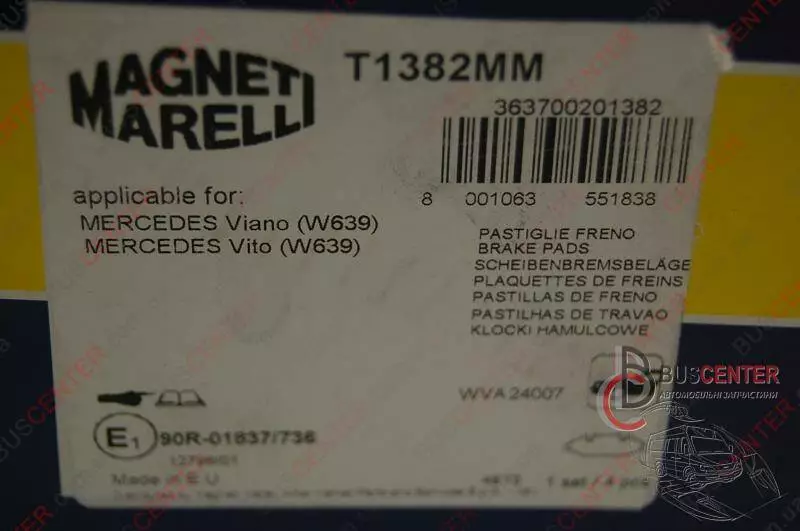 MAGNETI
MARELLI
T1382MM
363700201382
8 001063 551838
applicable for:
MERCEDES Viano (W639)
MERCEDES Vito (W639)
PASTIGLIE FRENO
BRAKE PADS
SCHEIBENBREMSBELÄGE
PLAQUETTES DE FREINS
PASTILLAS DE FRENO
PASTILHAS DE TRAVAO
KLOCKI HAMULCOWE
WVA 24007
E1 90R-01837/736
Made in E.U
1 set / 4 pcs
BUSCENTER
АВТОМОБІЛЬНІ ЗАПЧАСТИНИ